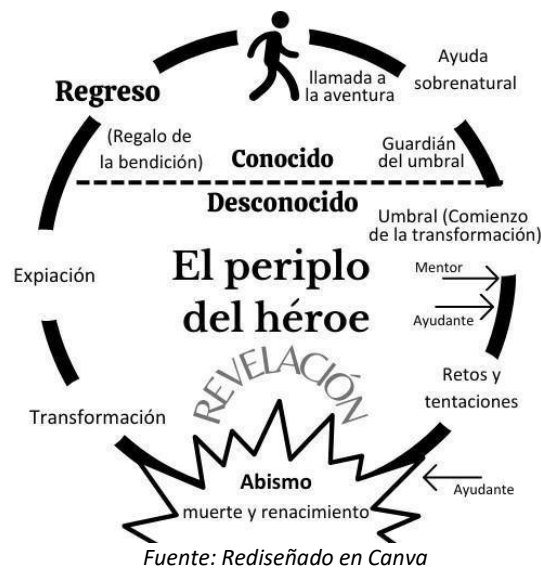 llamada a
la aventura
Ayuda
sobrenatural
Regreso
(Regalo de
la bendición)
Conocido
Guardián
del umbral
Desconocido
Umbral (Comienzo
de la transformación)
Expiación
El periplo
del héroe
Mentor
Ayudante
REVELACIÓN
Retos y
tentaciones
Transformación
Abismo
muerte y renacimiento
Ayudante
Fuente: Rediseñado en Canva